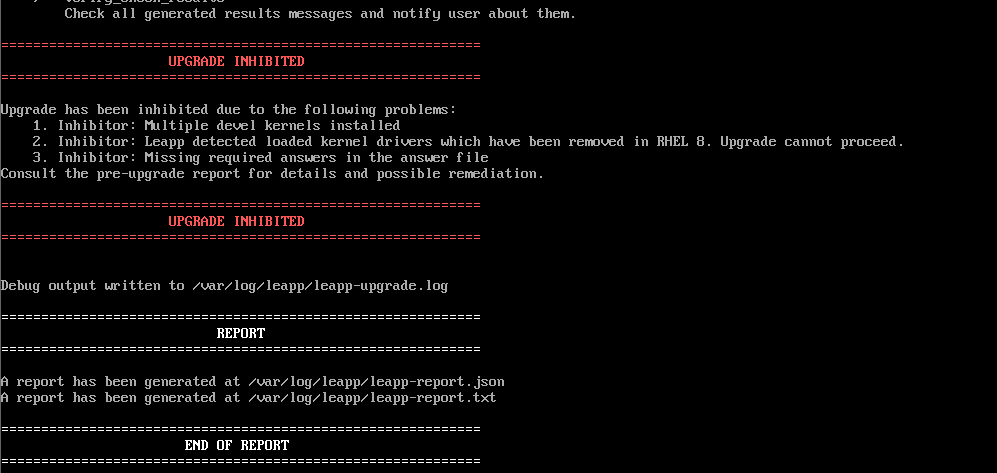 Check all generated results messages and notify user about them.
============================================================
UPGRADE INHIBITED
============================================================
Upgrade has been inhibited due to the following problems:
1. Inhibitor: Multiple devel kernels installed
2. Inhibitor: Leapp detected loaded kernel drivers which have been removed in RHEL 8. Upgrade cannot proceed.
3. Inhibitor: Missing required answers in the answer file
Consult the pre-upgrade report for details and possible remediation.
============================================================
UPGRADE INHIBITED
============================================================
Debug output written to /var/log/leapp/leapp-upgrade.log
============================================================
REPORT
============================================================
A report has been generated at /var/log/leapp/leapp-report.json
A report has been generated at /var/log/leapp/leapp-report.txt
============================================================
END OF REPORT
============================================================